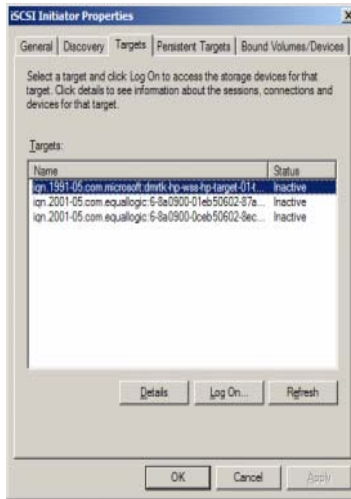 iSCSI Initiator Properties
General Discovery Targets Persistent Targets Bound Volumes/Devices
Select a target and click Log On to access the storage devices for that
target. Click details to see information about the sessions, connections and
devices for that target.
Targets:
Name Status
iqn.1991-05.com.microsoft:dmrtk-hp-wss-hp-target-01-t... Inactive
iqn.2001-05.com.equallogic:6-8a0900-01eb50602-87a... Inactive
iqn.2001-05.com.equallogic:6-8a0900-0ceb50602-8ec... Inactive
Details Log On... Refresh
OK Cancel Apply